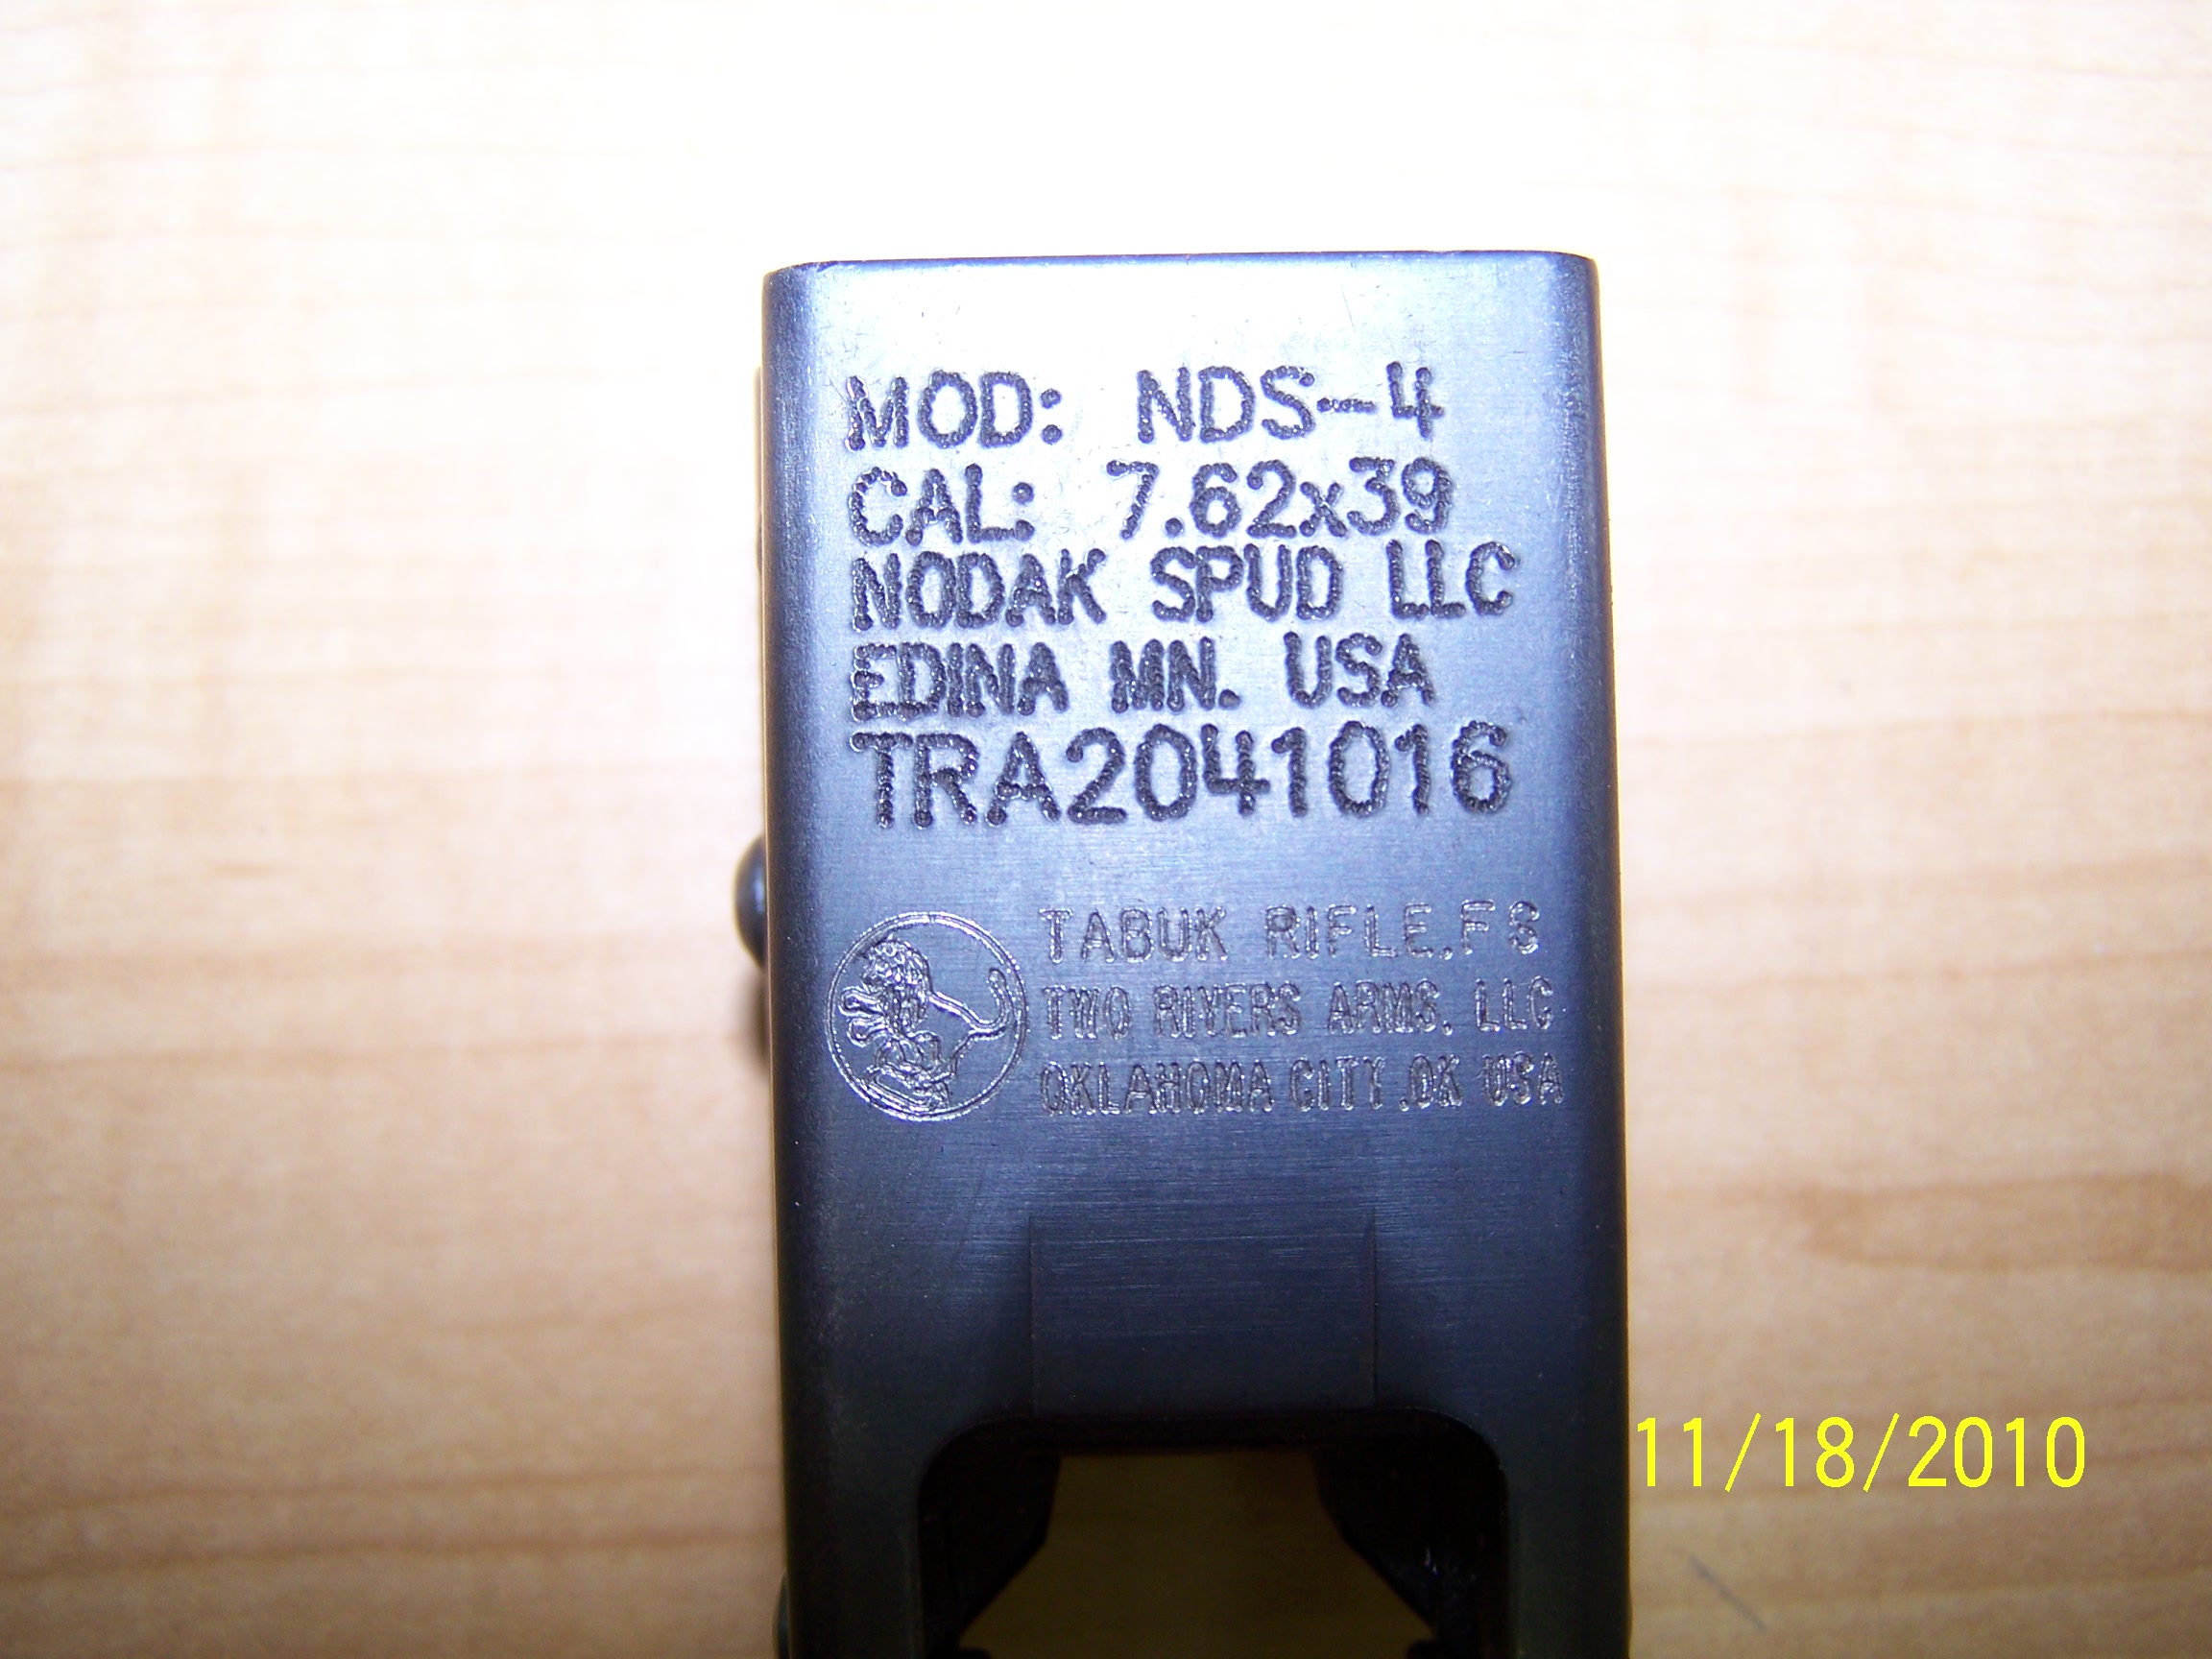 MOD: NDS-4
CAL: 7.62x39
NODAK SPUD LLC
EDINA MN. USA
TRA2041016
TABUK RIFLE,FS
TWO RIVERS ARMS, LLC
OKLAHOMA CITY,OK USA
11/18/2010